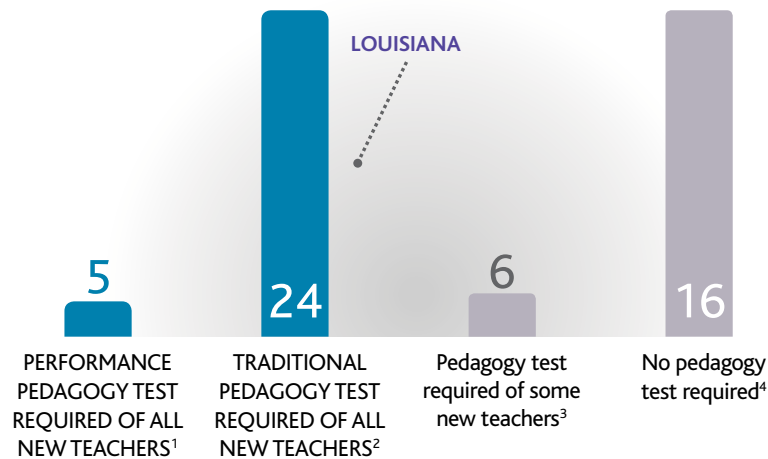 LOUISIANA
5
24
6
16
PERFORMANCE
PEDAGOGY TEST
REQUIRED OF ALL
NEW TEACHERS¹
TRADITIONAL
PEDAGOGY TEST
REQUIRED OF ALL
NEW TEACHERS²
Pedagogy test
required of some
new teachers³
No pedagogy
test required⁴